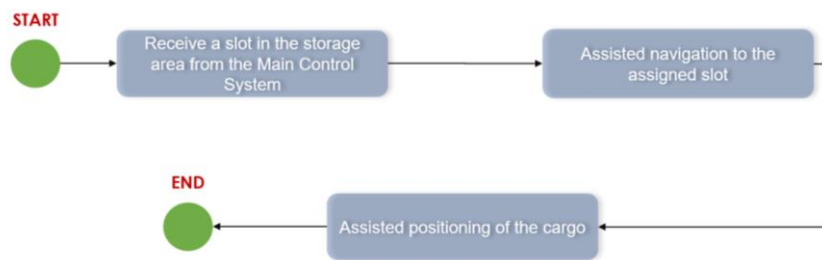 START
Receive a slot in the storage
area from the Main Control
System
Assisted navigation to the
assigned slot
END
Assisted positioning of the cargo